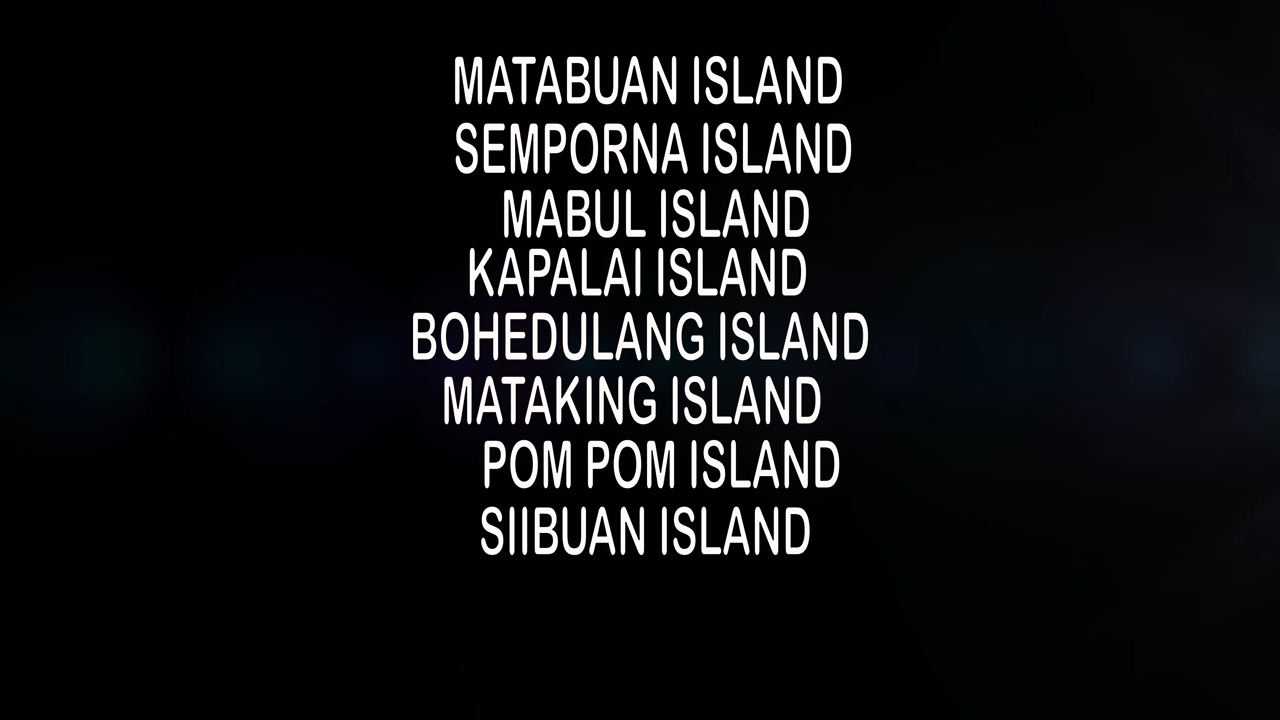 MATABUAN ISLAND
SEMPORNA ISLAND
MABUL ISLAND
KAPALAI ISLAND
BOHEDULANG ISLAND
MATAKING ISLAND
POM POM ISLAND
SIIBUAN ISLAND